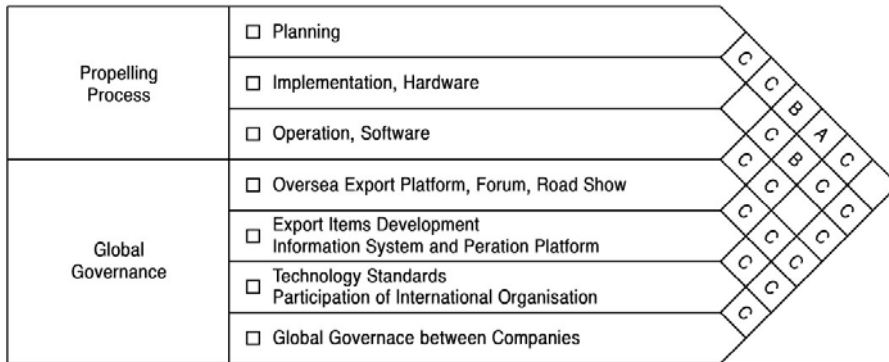 Propelling
Process
Planning
Implementation, Hardware
Operation, Software
Global
Governance
Oversea Export Platform, Forum, Road Show
Export Items Development
Information System and Peration Platform
Technology Standards
Participation of International Organisation
Global Governace between Companies
C
C
B
C A
C B C
C C
C C
C C
C C
C
C